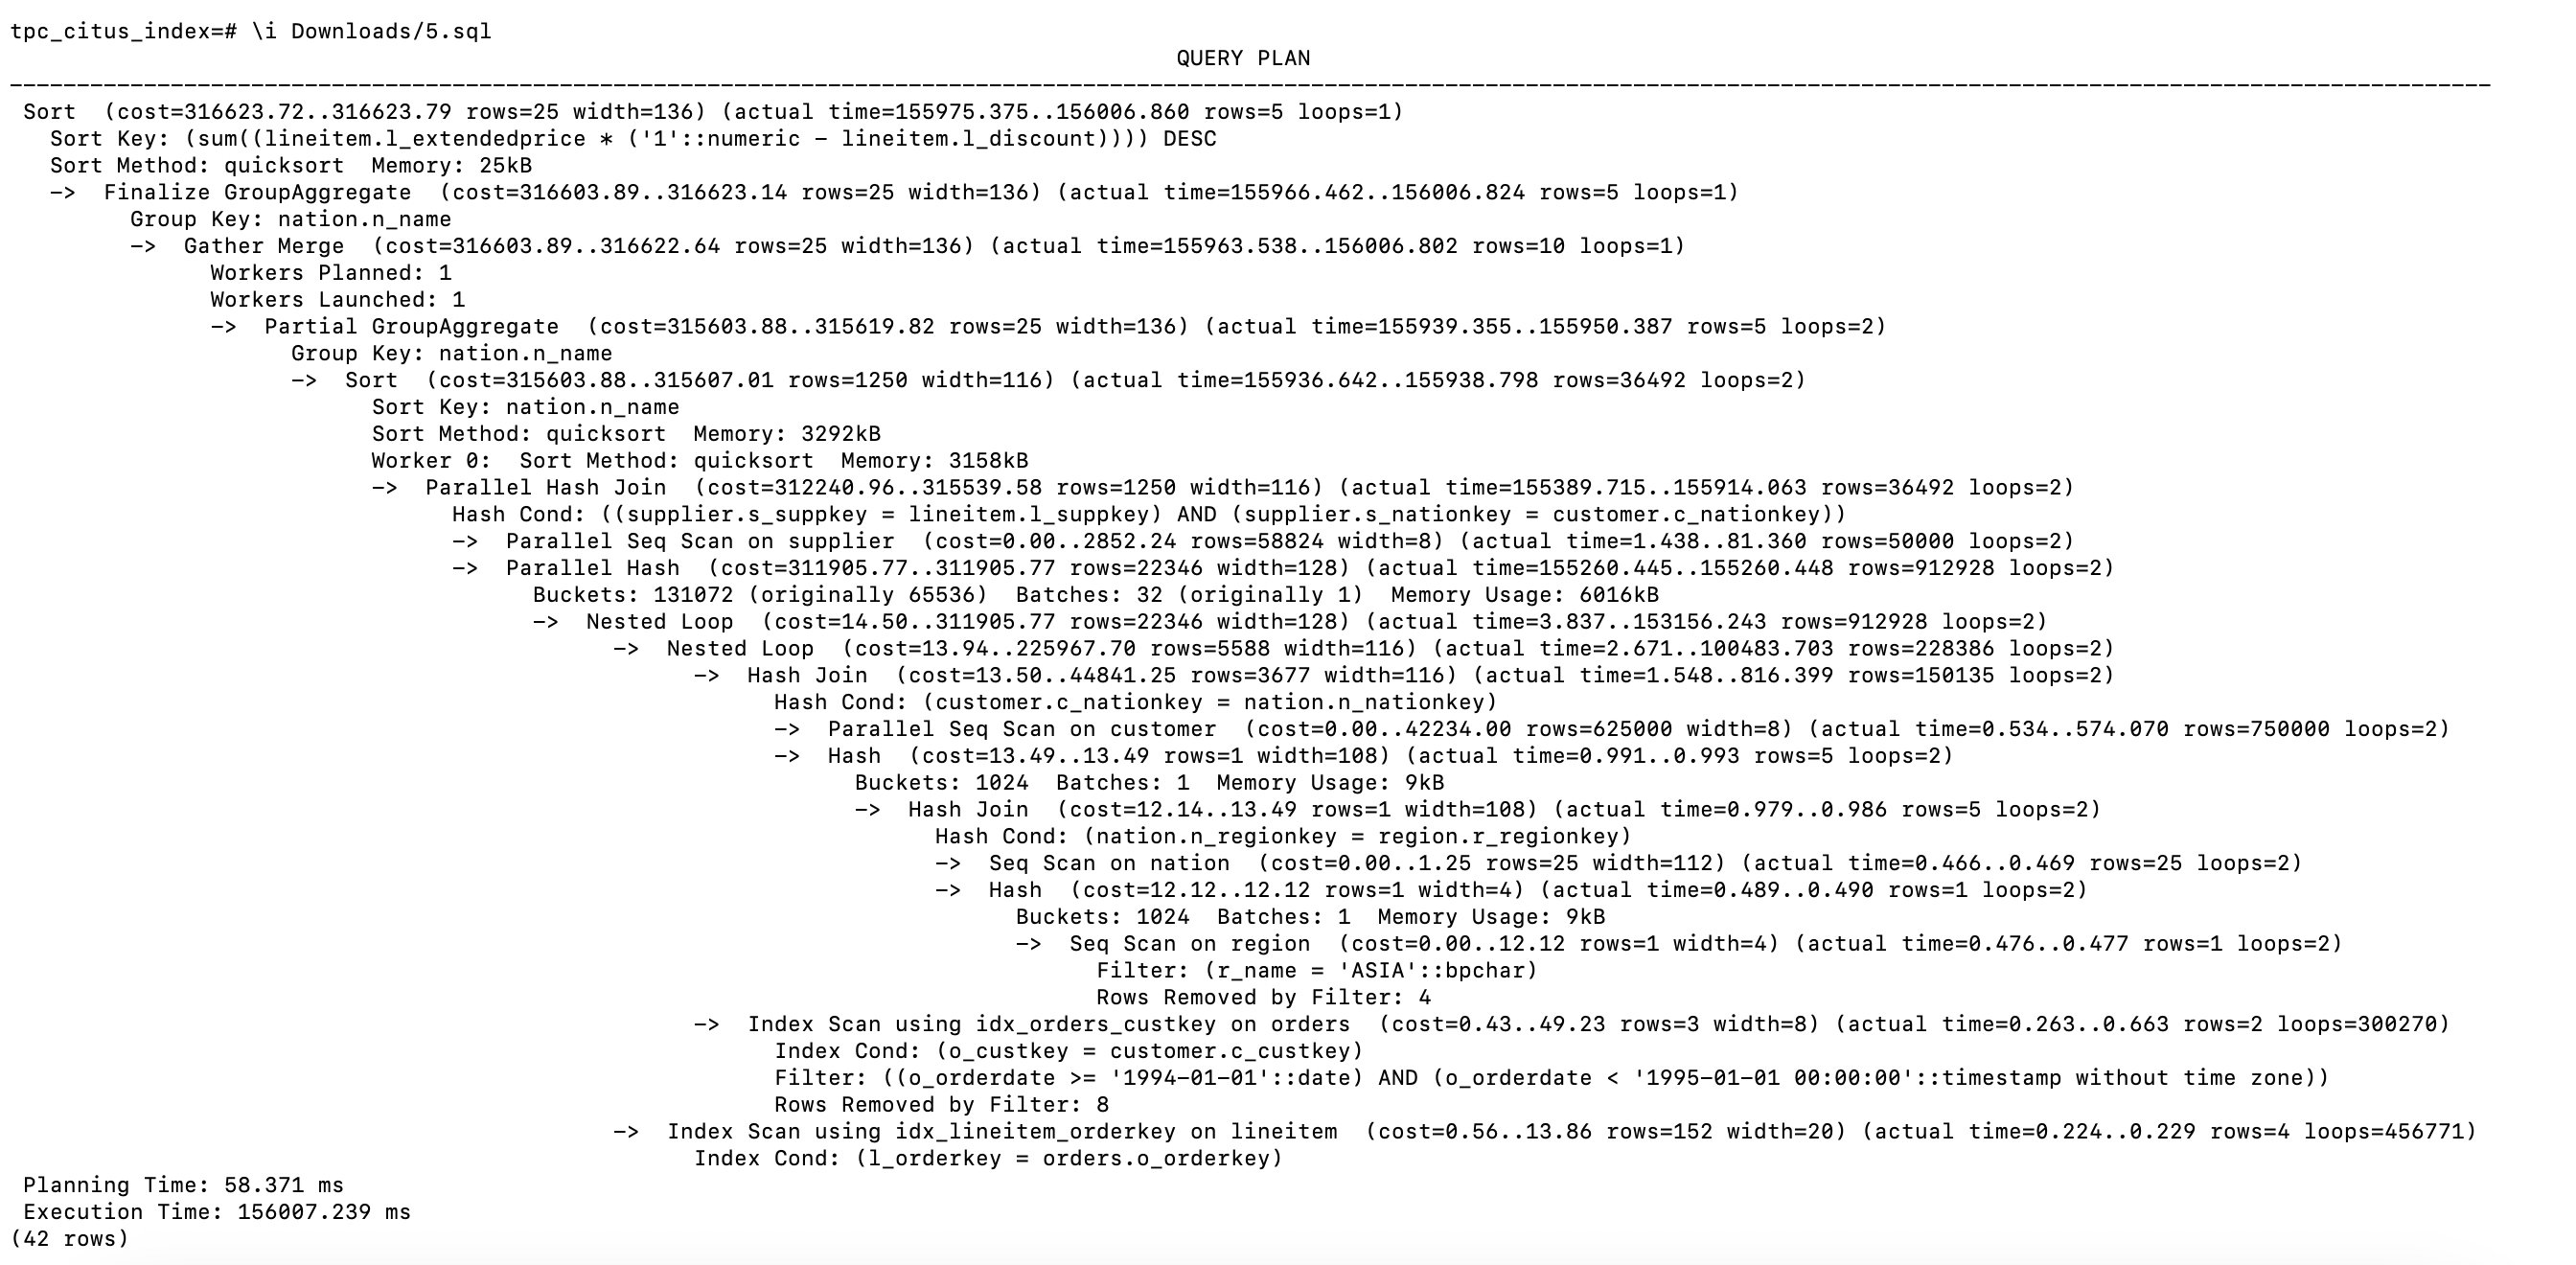 tpc_citus_index=# \i Downloads/5.sql
QUERY PLAN
--------------------------------------------------------------------------------------------------------------------------------------------------------------------------------------------
Sort  (cost=316623.72..316623.79 rows=25 width=136) (actual time=155975.375..156006.860 rows=5 loops=1)
Sort Key: (sum((lineitem.l_extendedprice * ('1'::numeric - lineitem.l_discount)))) DESC
Sort Method: quicksort  Memory: 25kB
->  Finalize GroupAggregate  (cost=316603.89..316623.14 rows=25 width=136) (actual time=155966.462..156006.824 rows=5 loops=1)
Group Key: nation.n_name
->  Gather Merge  (cost=316603.89..316622.64 rows=25 width=136) (actual time=155963.538..156006.802 rows=10 loops=1)
Workers Planned: 1
Workers Launched: 1
->  Partial GroupAggregate  (cost=315603.88..315619.82 rows=25 width=136) (actual time=155939.355..155950.387 rows=5 loops=2)
Group Key: nation.n_name
->  Sort  (cost=315603.88..315607.01 rows=1250 width=116) (actual time=155936.642..155938.798 rows=36492 loops=2)
Sort Key: nation.n_name
Sort Method: quicksort  Memory: 3292kB
Worker 0:  Sort Method: quicksort  Memory: 3158kB
->  Parallel Hash Join  (cost=312240.96..315539.58 rows=1250 width=116) (actual time=155389.715..155914.063 rows=36492 loops=2)
Hash Cond: ((supplier.s_suppkey = lineitem.l_suppkey) AND (supplier.s_nationkey = customer.c_nationkey))
->  Parallel Seq Scan on supplier  (cost=0.00..2852.24 rows=58824 width=8) (actual time=1.438..81.360 rows=50000 loops=2)
->  Parallel Hash  (cost=311905.77..311905.77 rows=22346 width=128) (actual time=155260.445..155260.448 rows=912928 loops=2)
Buckets: 131072 (originally 65536)  Batches: 32 (originally 1)  Memory Usage: 6016kB
->  Nested Loop  (cost=14.50..311905.77 rows=22346 width=128) (actual time=3.837..153156.243 rows=912928 loops=2)
->  Nested Loop  (cost=13.94..225967.70 rows=5588 width=116) (actual time=2.671..100483.703 rows=228386 loops=2)
->  Hash Join  (cost=13.50..44841.25 rows=3677 width=116) (actual time=1.548..816.399 rows=150135 loops=2)
Hash Cond: (customer.c_nationkey = nation.n_nationkey)
->  Parallel Seq Scan on customer  (cost=0.00..42234.00 rows=625000 width=8) (actual time=0.534..574.070 rows=750000 loops=2)
->  Hash  (cost=13.49..13.49 rows=1 width=108) (actual time=0.991..0.993 rows=5 loops=2)
Buckets: 1024  Batches: 1  Memory Usage: 9kB
->  Hash Join  (cost=12.14..13.49 rows=1 width=108) (actual time=0.979..0.986 rows=5 loops=2)
Hash Cond: (nation.n_regionkey = region.r_regionkey)
->  Seq Scan on nation  (cost=0.00..1.25 rows=25 width=112) (actual time=0.466..0.469 rows=25 loops=2)
->  Hash  (cost=12.12..12.12 rows=1 width=4) (actual time=0.489..0.490 rows=1 loops=2)
Buckets: 1024  Batches: 1  Memory Usage: 9kB
->  Seq Scan on region  (cost=0.00..12.12 rows=1 width=4) (actual time=0.476..0.477 rows=1 loops=2)
Filter: (r_name = 'ASIA'::bpchar)
Rows Removed by Filter: 4
->  Index Scan using idx_orders_custkey on orders  (cost=0.43..49.23 rows=3 width=8) (actual time=0.263..0.663 rows=2 loops=300270)
Index Cond: (o_custkey = customer.c_custkey)
Filter: ((o_orderdate >= '1994-01-01'::date) AND (o_orderdate < '1995-01-01 00:00:00'::timestamp without time zone))
Rows Removed by Filter: 8
->  Index Scan using idx_lineitem_orderkey on lineitem  (cost=0.56..13.86 rows=152 width=20) (actual time=0.224..0.229 rows=4 loops=456771)
Index Cond: (l_orderkey = orders.o_orderkey)
Planning Time: 58.371 ms
Execution Time: 156007.239 ms
(42 rows)